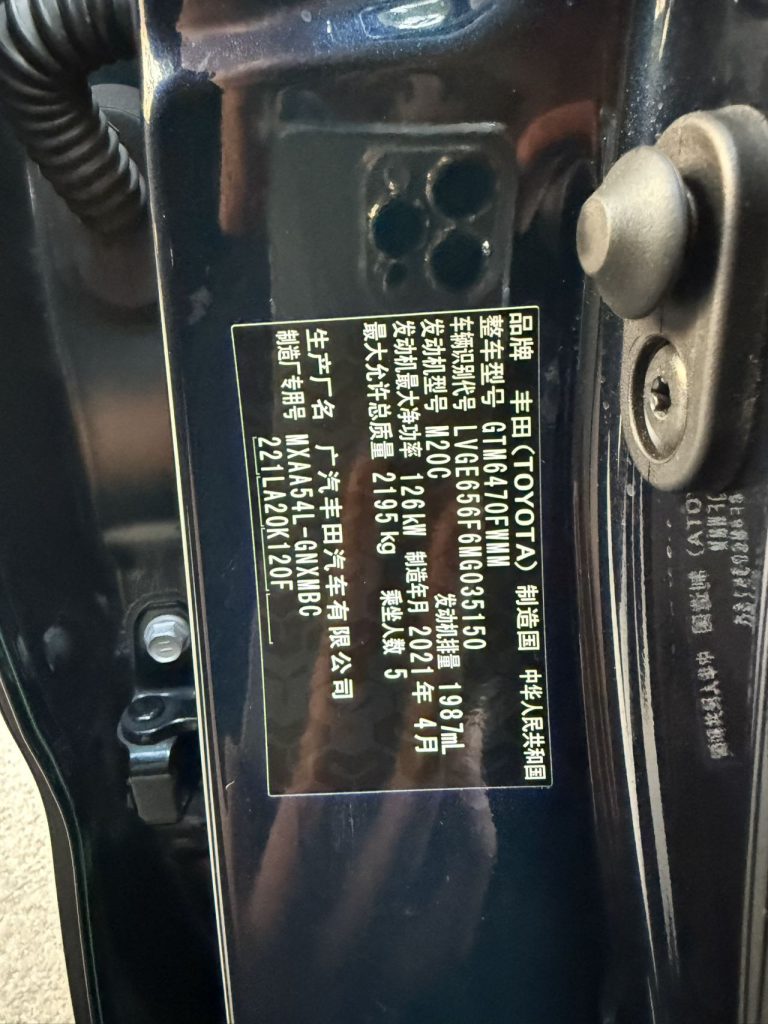 品牌 丰田(TOYOTA) 制造国 中华人民共和国
整车型号 GTM6470FWMM
车辆识别代号 LVGE656F6MG035150
发动机型号 M20C 发动机排量 1987mL
发动机最大净功率 126kW 制造年月 2021年 4月
最大允许总质量 2195kg 乘坐人数 5
生产厂名 广汽丰田汽车有限公司
制造厂专用号 MXAA54L-GNXMBC
221LA20K120F